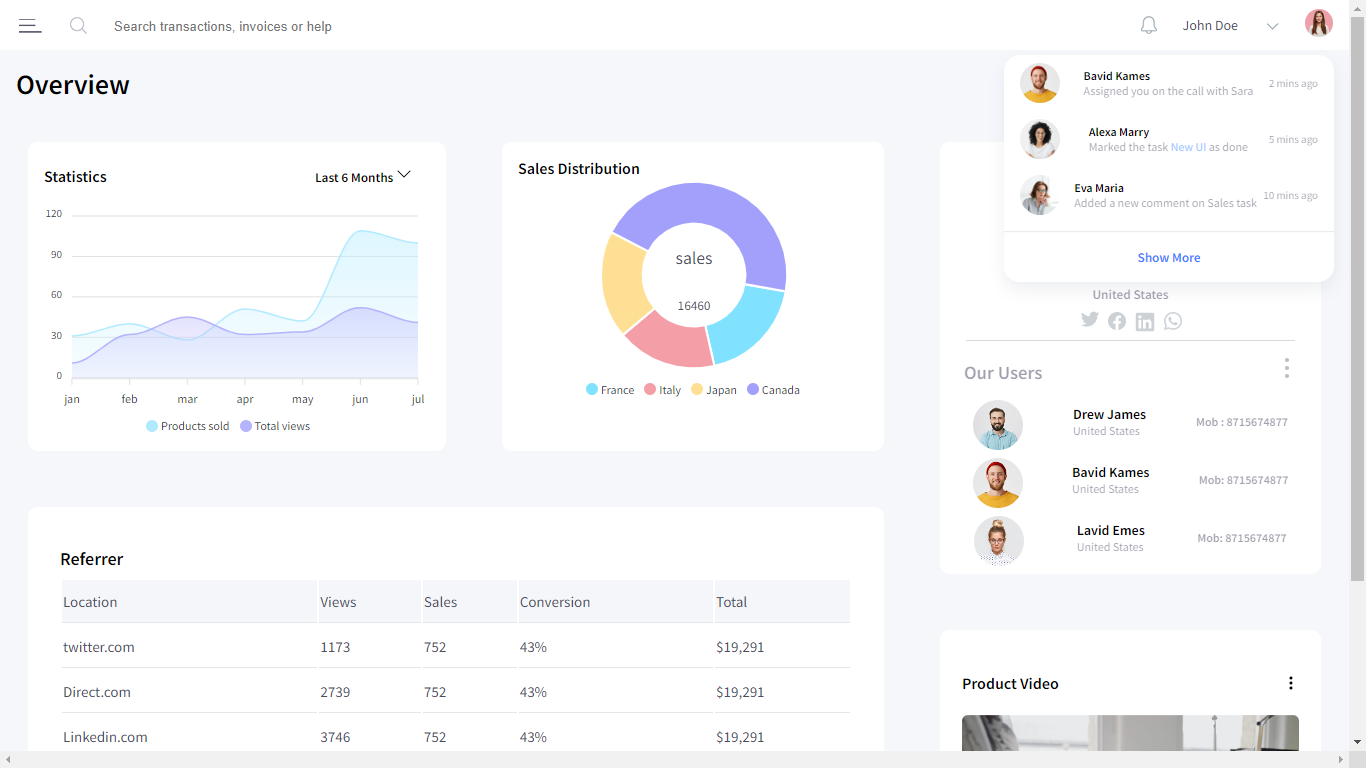 Search transactions, invoices or help
John Doe
Overview
Bavid Kames
Assigned you on the call with Sara
2 mins ago
Alexa Marry
Marked the task New UI as done
5 mins ago
Eva Maria
Added a new comment on Sales task
10 mins ago
Show More
Statistics
Last 6 Months
120
90
60
30
0
jan feb mar apr may jun jul
Products sold Total views
Sales Distribution
sales
16460
France Italy Japan Canada
United States
Our Users
Drew James
United States
Mob : 8715674877
Bavid Kames
United States
Mob: 8715674877
Lavid Emes
United States
Mob: 8715674877
Referrer
Location Views Sales Conversion Total
twitter.com 1173 752 43% $19,291
Direct.com 2739 752 43% $19,291
Linkedin.com 3746 752 43% $19,291
Product Video